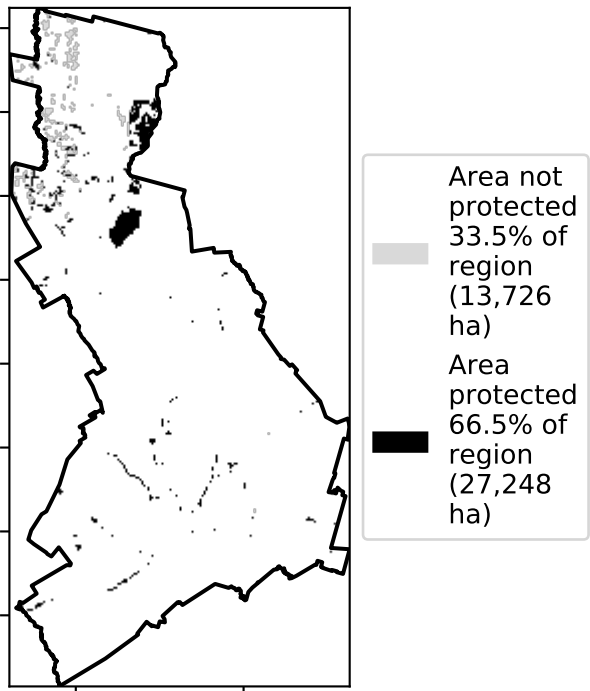 Area not
protected
33.5% of
region
(13,726
ha)
Area
protected
66.5% of
region
(27,248
ha)